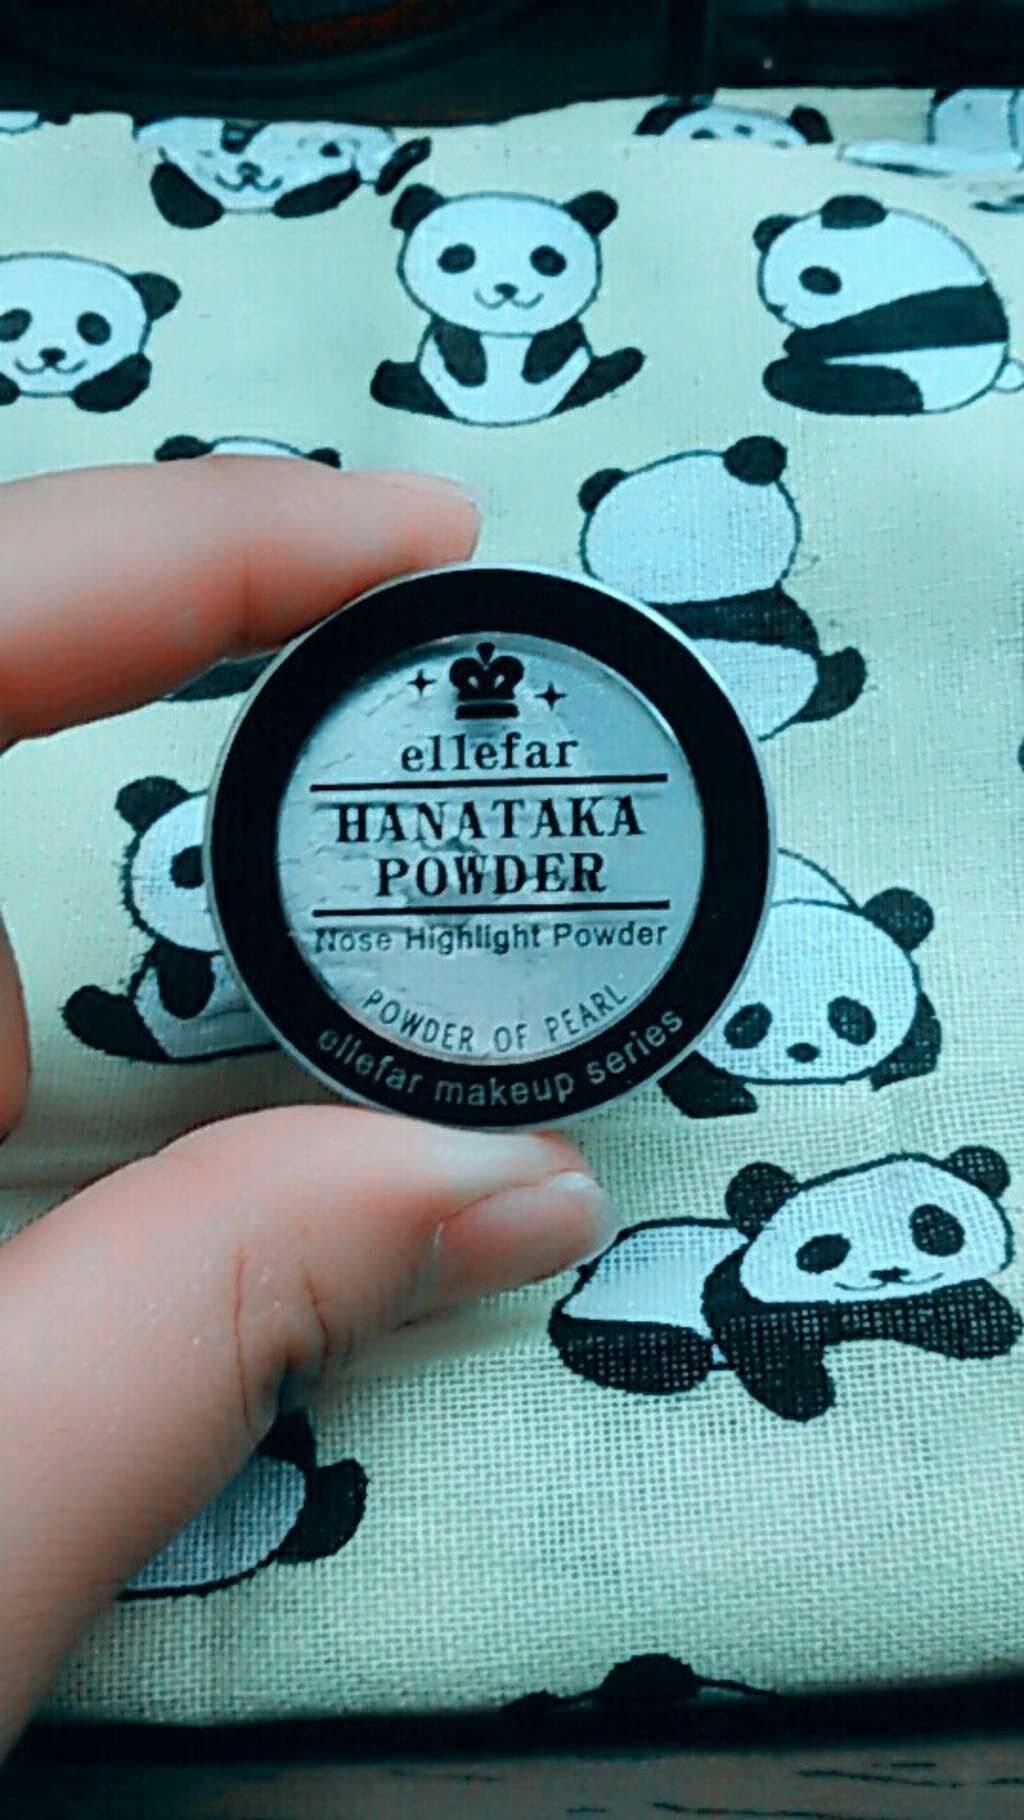 ellefar
HANATAKA
POWDER
Nose Highlight Powder
POWDER OF PEARL
ellefar makeup series